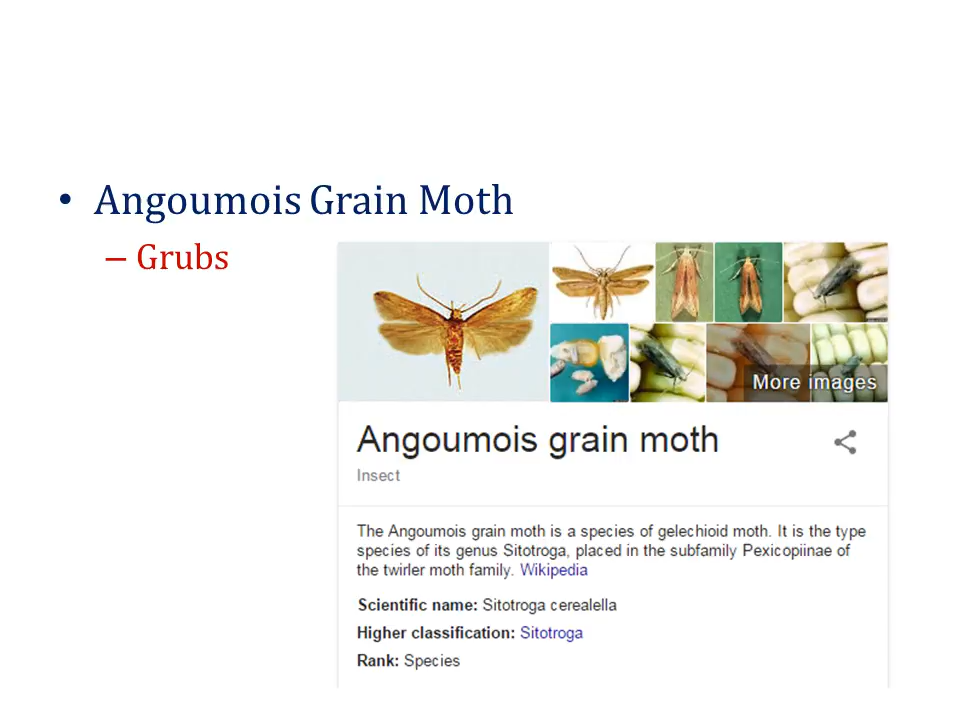 • Angoumois Grain Moth
– Grubs
More images
Angoumois grain moth
Insect
The Angoumois grain moth is a species of gelechioid moth. It is the type
species of its genus Sitotroga, placed in the subfamily Pexicopiinae of
the twirler moth family. Wikipedia
Scientific name: Sitotroga cerealella
Higher classification: Sitotroga
Rank: Species